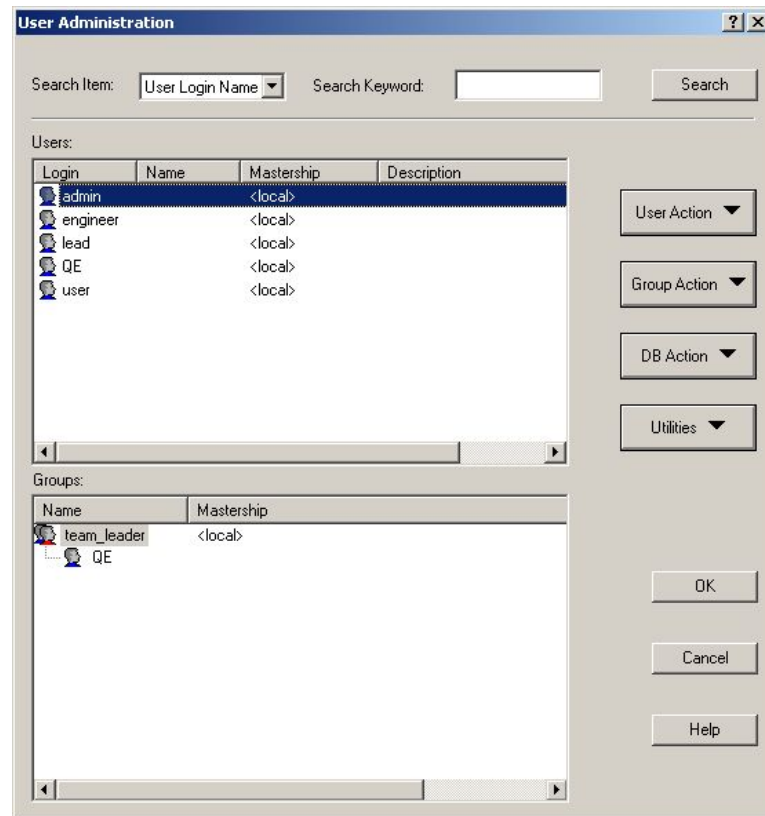 User Administration
Search Item: User Login Name Search Keyword: Search
Users:
Login Name Mastership Description
admin <local>
engineer <local>
lead <local>
QE <local>
user <local>
User Action
Group Action
DB Action
Utilities
Groups:
Name Mastership
team_leader <local>
QE
OK
Cancel
Help